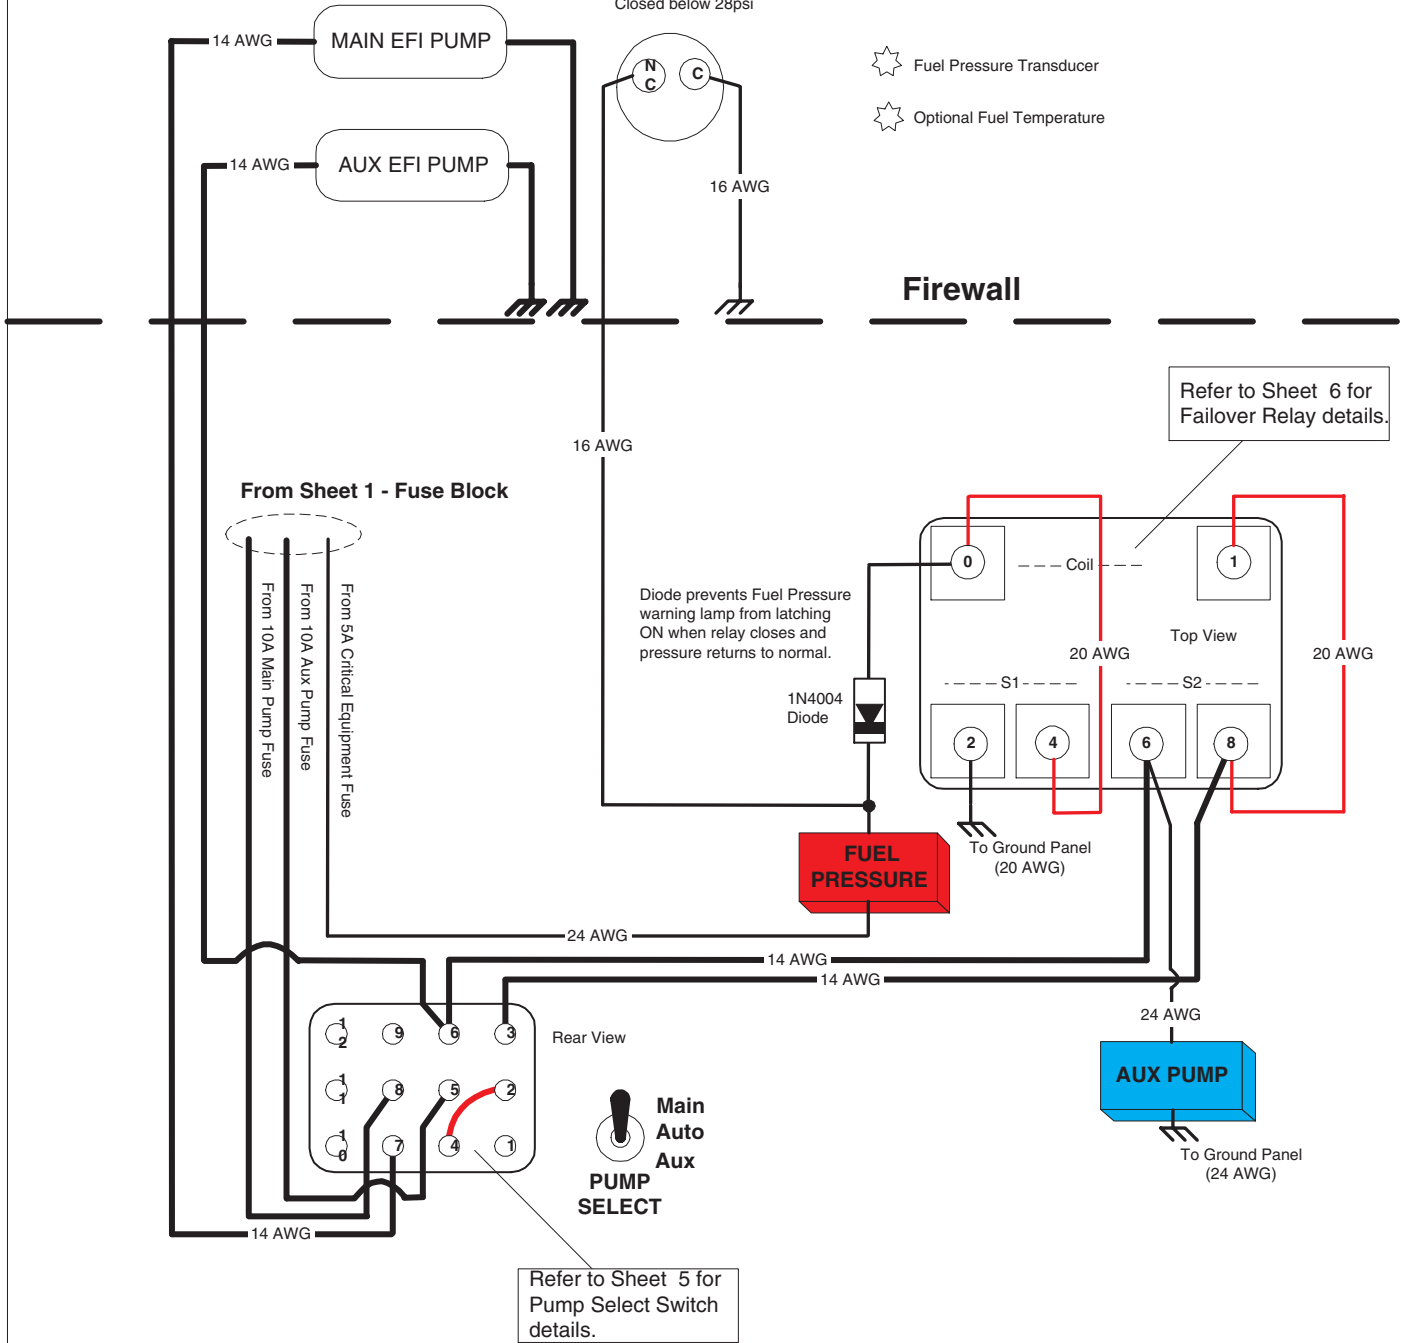 Closed below 28psi
14 AWG
MAIN EFI PUMP
N
C
C
Fuel Pressure Transducer
Optional Fuel Temperature
14 AWG
AUX EFI PUMP
16 AWG
Firewall
Refer to Sheet 6 for
Failover Relay details.
16 AWG
From Sheet 1 - Fuse Block
From 10A Main Pump Fuse
From 10A Aux Pump Fuse
From 5A Critical Equipment Fuse
Diode prevents Fuel Pressure
warning lamp from latching
ON when relay closes and
pressure returns to normal.
0
Coil
1
Top View
20 AWG
20 AWG
S1
S2
1N4004
Diode
2
4
6
8
To Ground Panel
(20 AWG)
FUEL
PRESSURE
24 AWG
14 AWG
14 AWG
24 AWG
1
2
9
6
3
Rear View
1
1
8
5
2
1
0
7
4
1
Main
Auto
Aux
PUMP
SELECT
AUX PUMP
To Ground Panel
(24 AWG)
14 AWG
Refer to Sheet 5 for
Pump Select Switch
details.